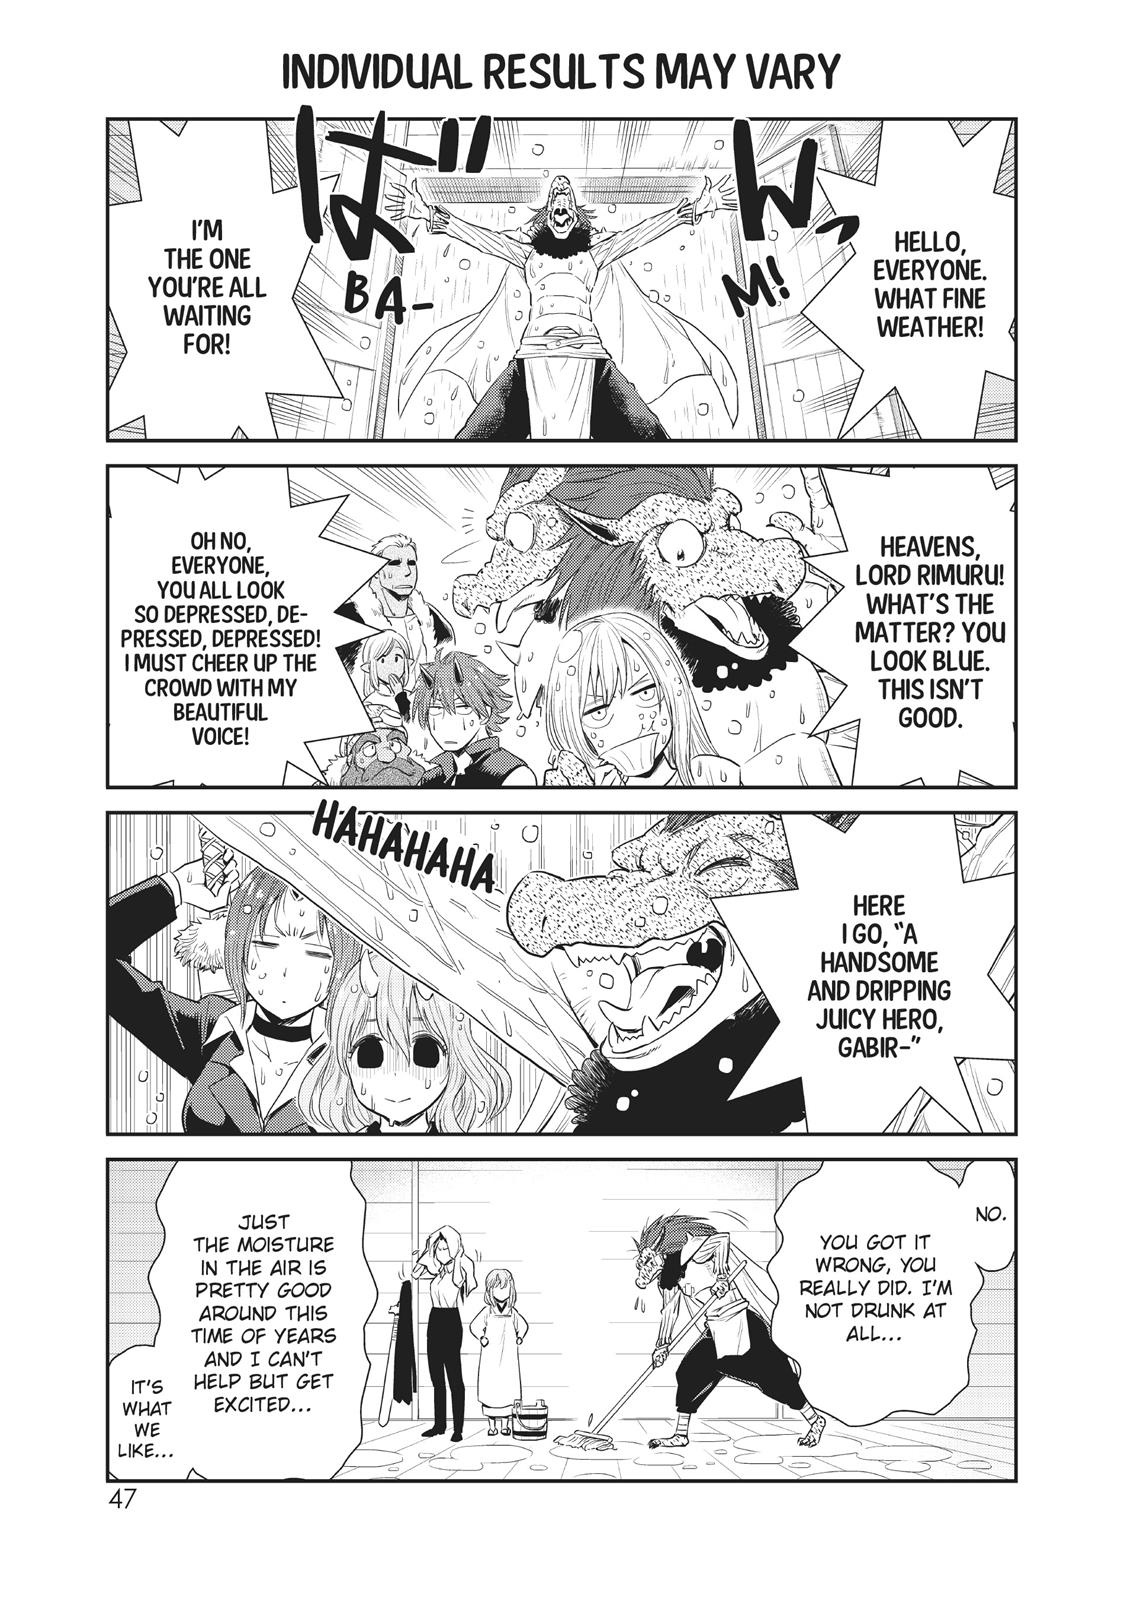 INDIVIDUAL RESULTS MAY VARY
HELLO,
EVERYONE.
WHAT FINE
WEATHER!
ばんっ
BA-
M!
I'M
THE ONE
YOU'RE ALL
WAITING
FOR!
HEAVENS,
LORD RIMURU!
WHAT'S THE
MATTER? YOU
LOOK BLUE.
THIS ISN'T
GOOD.
OH NO,
EVERYONE,
YOU ALL LOOK
SO DEPRESSED, DE-
PRESSED, DEPRESSED!
I MUST CHEER UP THE
CROWD WITH MY
BEAUTIFUL
VOICE!
HERE
I GO, "A
HANDSOME
AND DRIPPING
JUICY HERO,
GABIR-"
HAHAHAHA
NO.
YOU GOT IT
WRONG, YOU
REALLY DID. I'M
NOT DRUNK AT
ALL...
JUST
THE MOISTURE
IN THE AIR IS
PRETTY GOOD
AROUND THIS
TIME OF YEARS
AND I CAN'T
HELP BUT GET
EXCITED...
IT'S
WHAT
WE
LIKE...
47